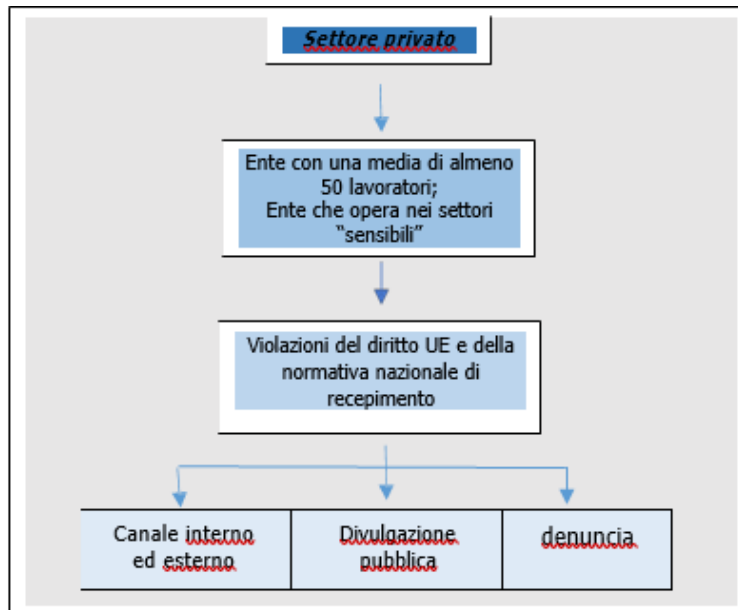 Settore privato
Ente con una media di almeno
50 lavoratori;
Ente che opera nei settori
“sensibili”
Violazioni del diritto UE e della
normativa nazionale di
recepimento
Canale interno
ed esterno
Divulgazione
pubblica
denuncia